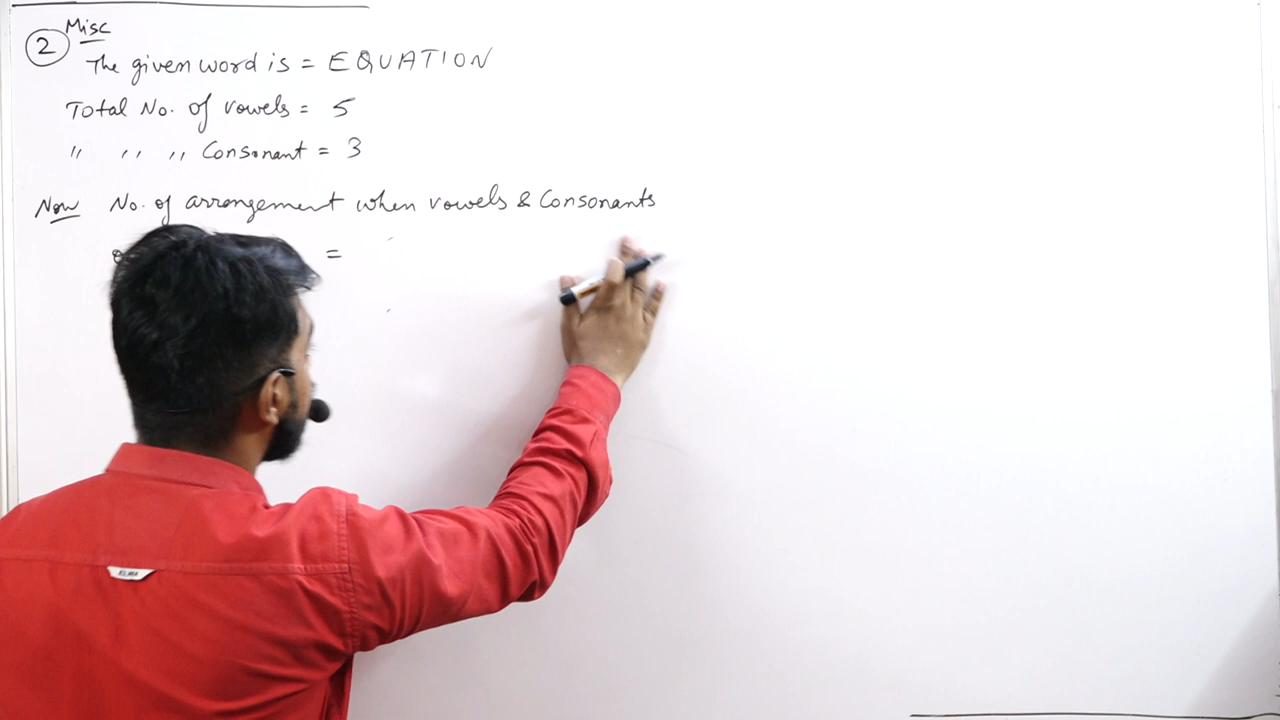 Misc
2
The given word is = EQUATION
Total No. of vowels = 5
〃 〃 〃 Consonant = 3
Now No. of arrangement when vowels & Consonants
=